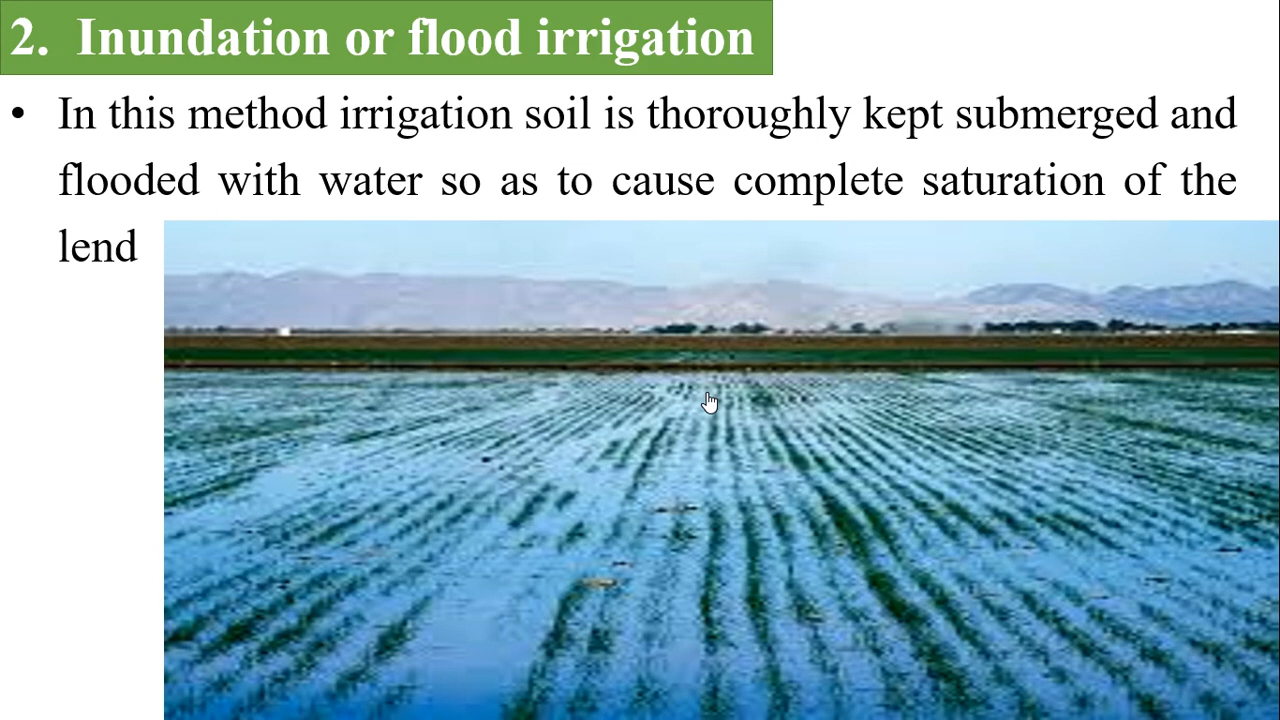 2. Inundation or flood irrigation
• In this method irrigation soil is thoroughly kept submerged and
flooded with water so as to cause complete saturation of the
lend